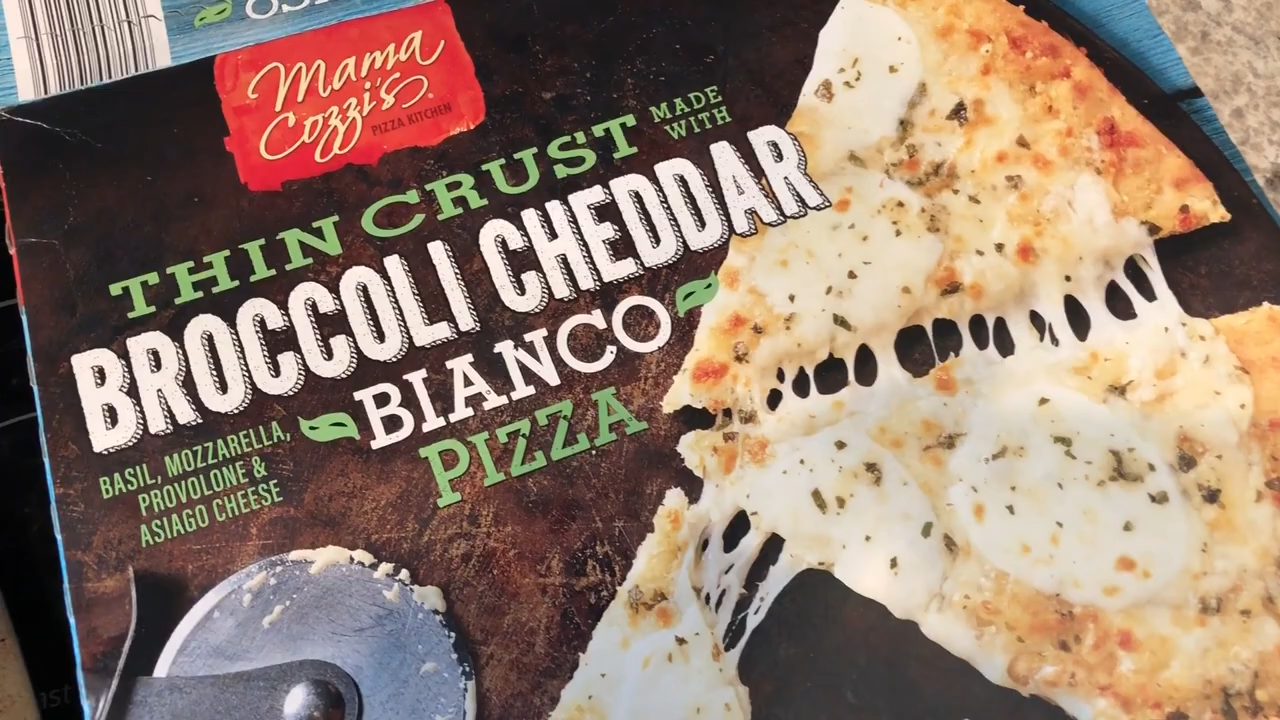 Mama
Cozzi's®
PIZZA KITCHEN
THIN CRUST MADE
WITH
BROCCOLI CHEDDAR
BIANCO
PIZZA
BASIL, MOZZARELLA,
PROVOLONE &
ASIAGO CHEESE